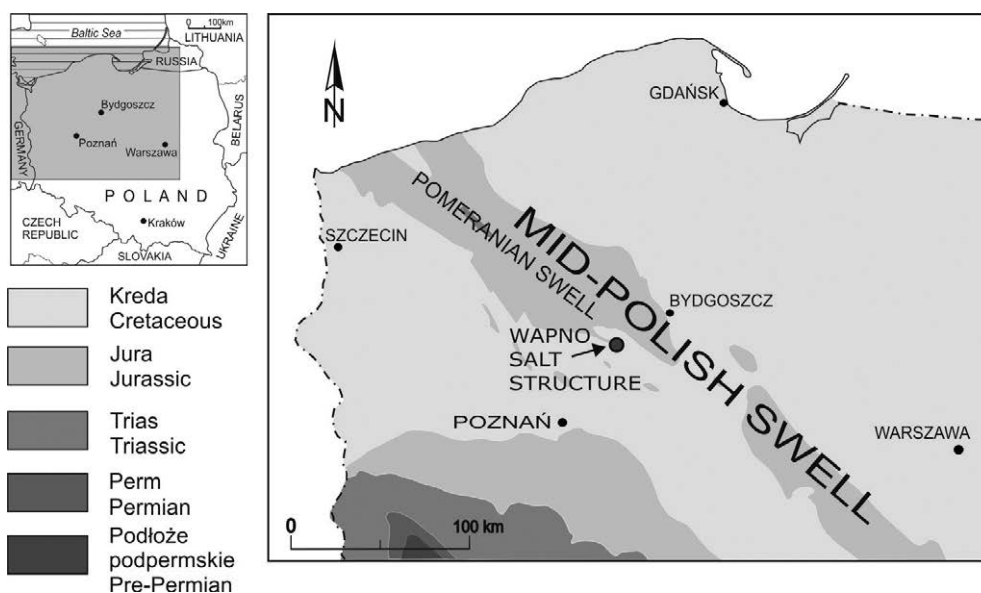 0 100km
Baltic Sea
LITHUANIA
RUSSIA
Bydgoszcz
Poznań
Warszawa
GERMANY
BELARUS
POLAND
Kraków
CZECH
REPUBLIC
SLOVAKIA
UKRAINE
Kreda
Cretaceous
Jura
Jurassic
Trias
Triassic
Perm
Permian
Podłoże
podpermskie
Pre-Permian
N
GDAŃSK
SZCZECIN
POMERANIAN SWELL
MID-POLISH SWELL
BYDGOSZCZ
WAPNO
SALT
STRUCTURE
POZNAŃ
WARSZAWA
0 100 km